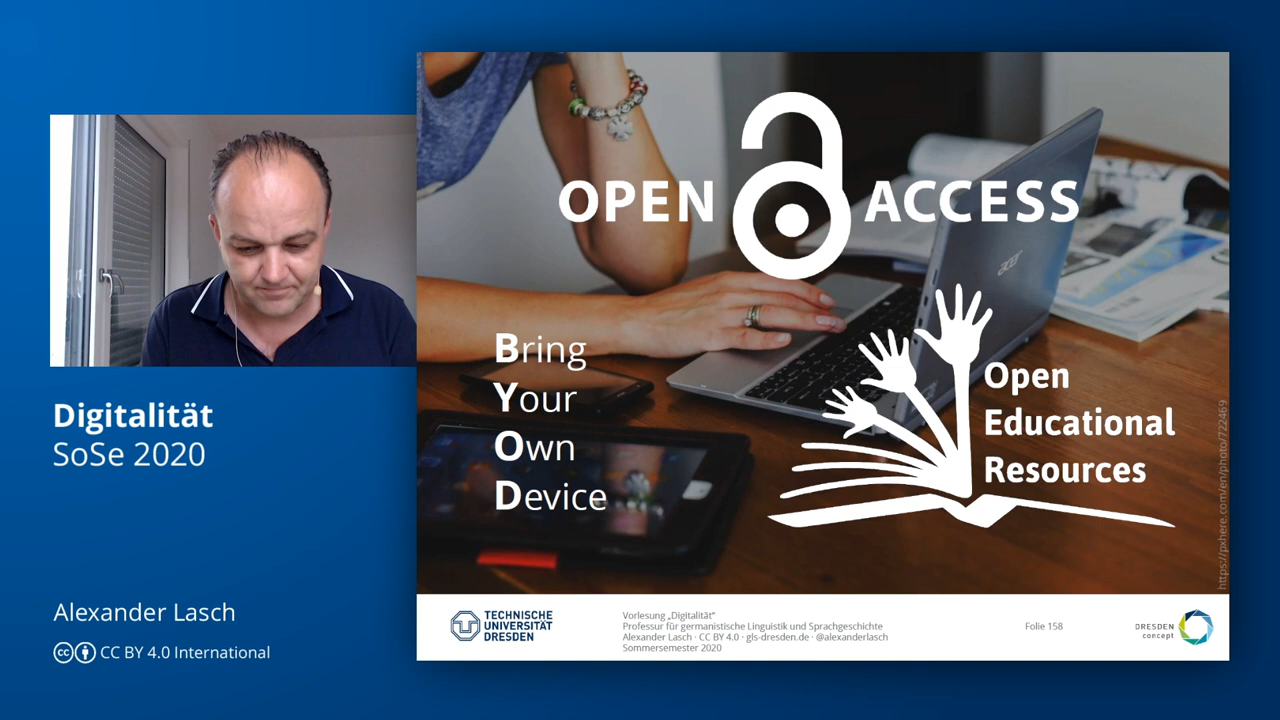 OPEN ACCESS
acer
Bring
Your
Own
Device
Open
Educational
Resources
https://pxhere.com/en/photo/722469
Digitalität
SoSe 2020
Alexander Lasch
cc CC BY 4.0 International
TECHNISCHE
UNIVERSITÄT
DRESDEN
Vorlesung „Digitalität“
Professur für germanistische Linguistik und Sprachgeschichte
Alexander Lasch · CC BY 4.0 · gls-dresden.de · @alexanderlasch
Sommersemester 2020
Folie 158
DRESDEN
concept